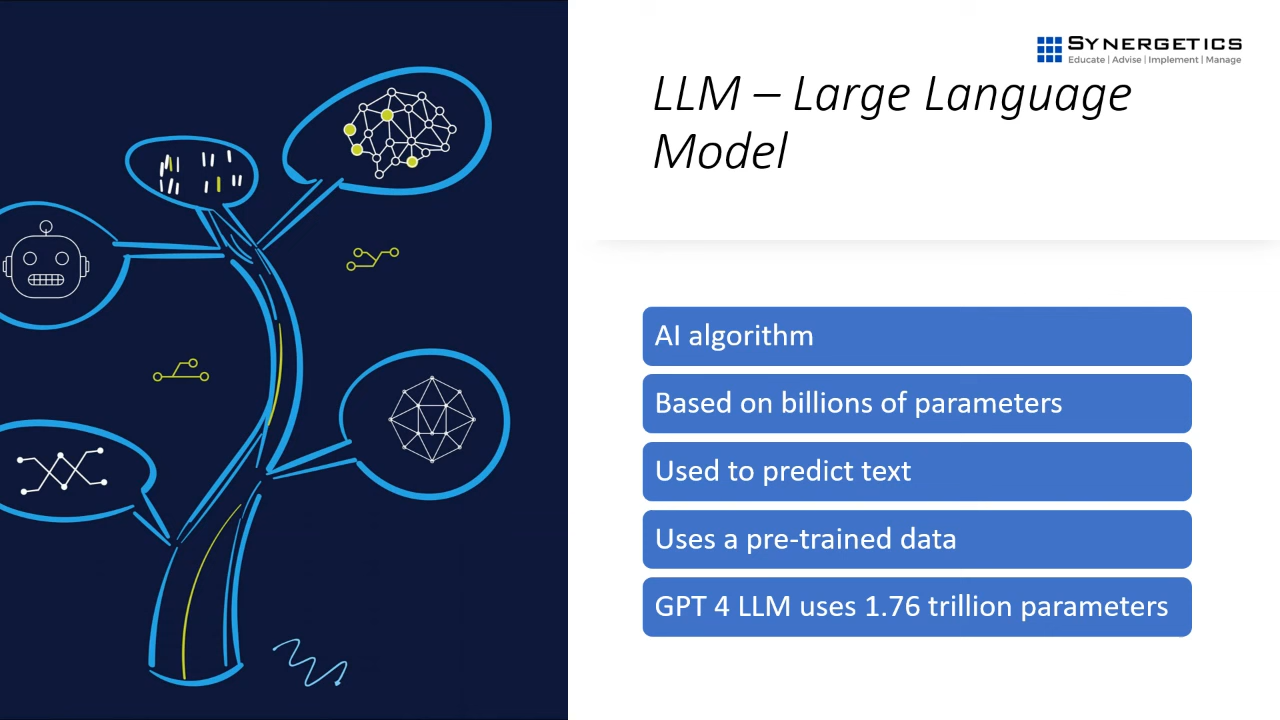 SYNERGETICS
Educate | Advise | Implement | Manage
LLM – Large Language
Model
AI algorithm
Based on billions of parameters
Used to predict text
Uses a pre-trained data
GPT 4 LLM uses 1.76 trillion parameters